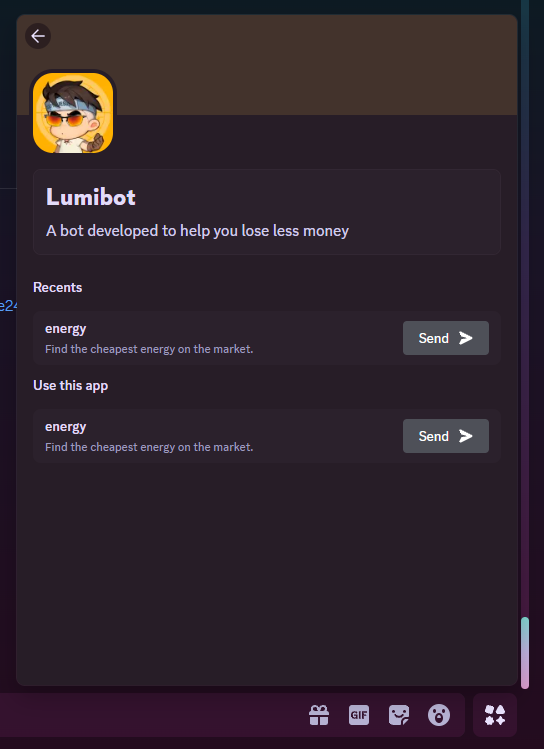 Lumibot
A bot developed to help you lose less money
Recents
energy
Find the cheapest energy on the market.
Send
Use this app
energy
Find the cheapest energy on the market.
Send
GIF